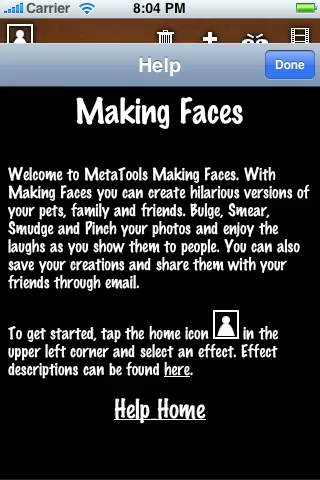 Carrier 8:04 PM
Help Done
Making Faces
Welcome to MetaTools Making Faces. With
Making Faces you can create hilarious versions of
your pets, family and friends. Bulge, Smear,
Smudge and Pinch your photos and enjoy the
laughs as you show them to people. You can also
save your creations and share them with your
friends through email.
To get started, tap the home icon in the
upper left corner and select an effect. Effect
descriptions can be found here.
Help Home